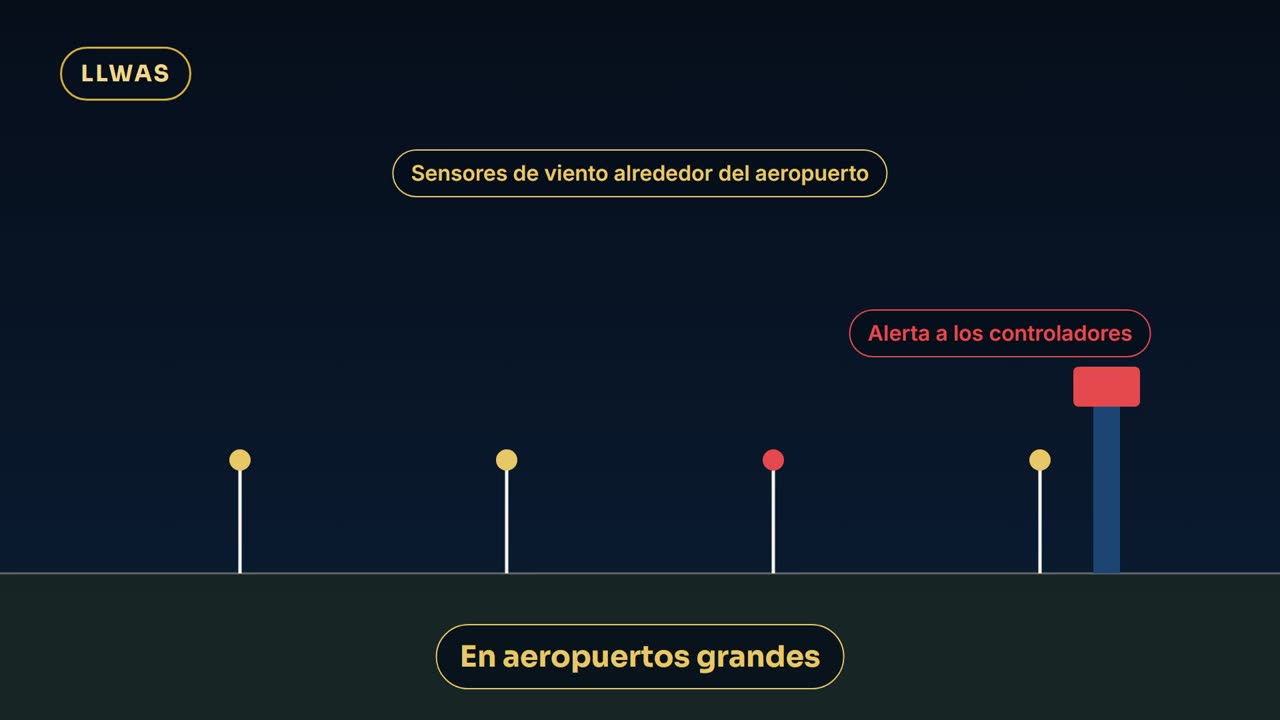 LLWAS
Sensores de viento alrededor del aeropuerto
Alerta a los controladores
En aeropuertos grandes